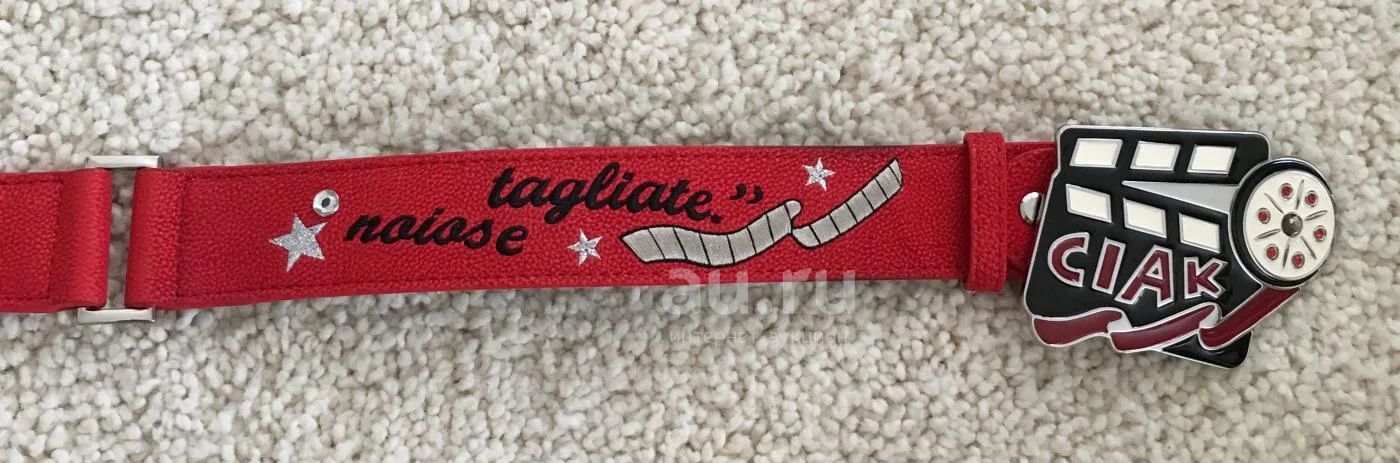 tagliate.”
noiose
CIAK
au.ru
интернет аукцион